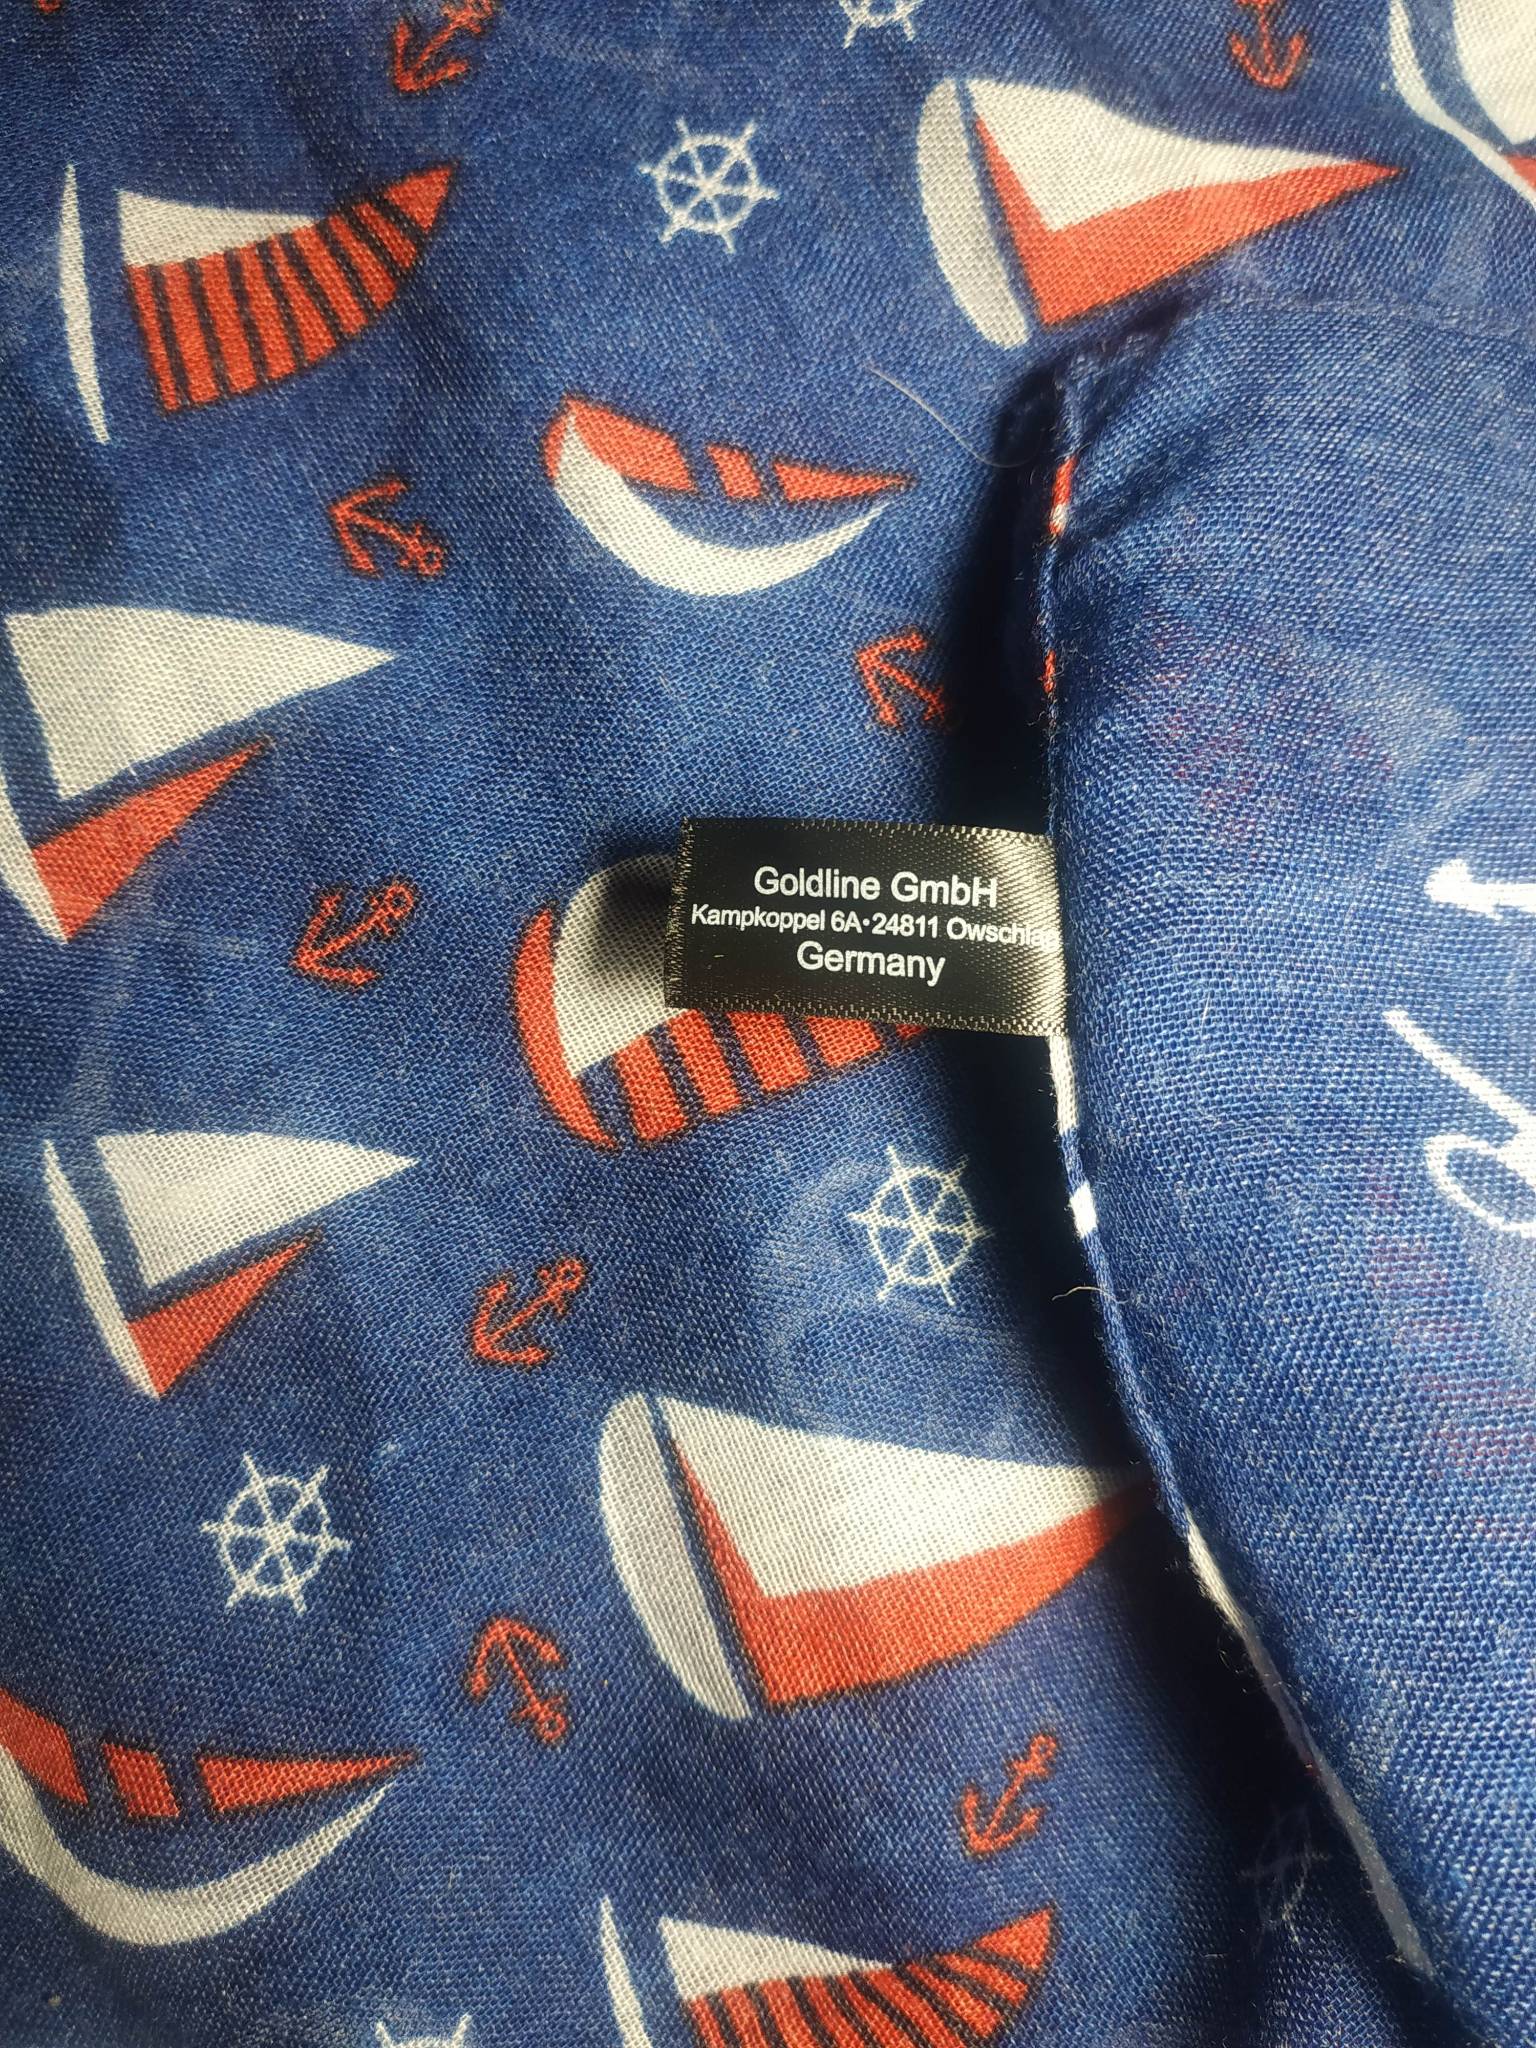 Goldline GmbH
Kampkoppel 6A•24811 Owschla
Germany